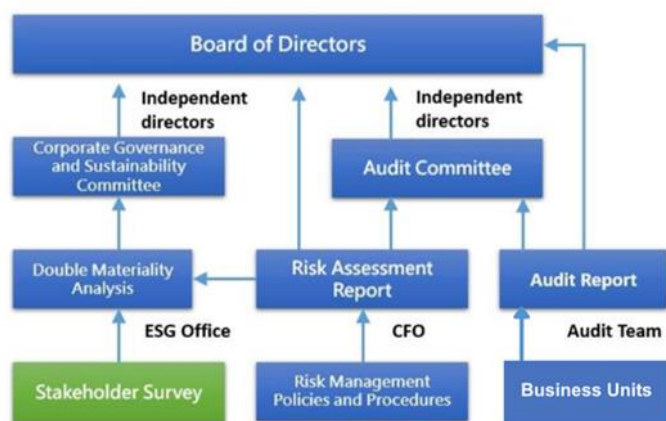 Board of Directors
Independent
directors
Independent
directors
Corporate Governance
and Sustainability
Committee
Audit Committee
Double Materiality
Analysis
Risk Assessment
Report
Audit Report
ESG Office
CFO
Audit Team
Stakeholder Survey
Risk Management
Policies and Procedures
Business Units